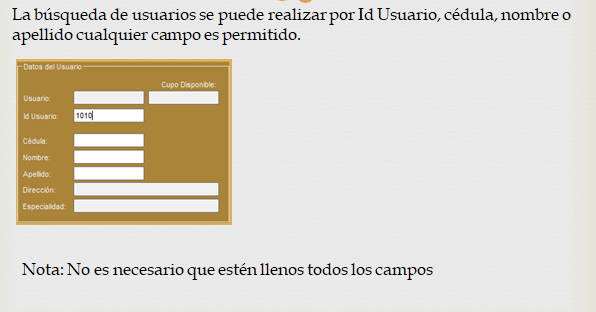 La búsqueda de usuarios se puede realizar por Id Usuario, cédula, nombre o
apellido cualquier campo es permitido.
Datos del Usuario
Cupo Disponible:
Usuario:
Id Usuario: 1010
Cédula:
Nombre:
Apellido:
Dirección:
Especialidad:
Nota: No es necesario que estén llenos todos los campos